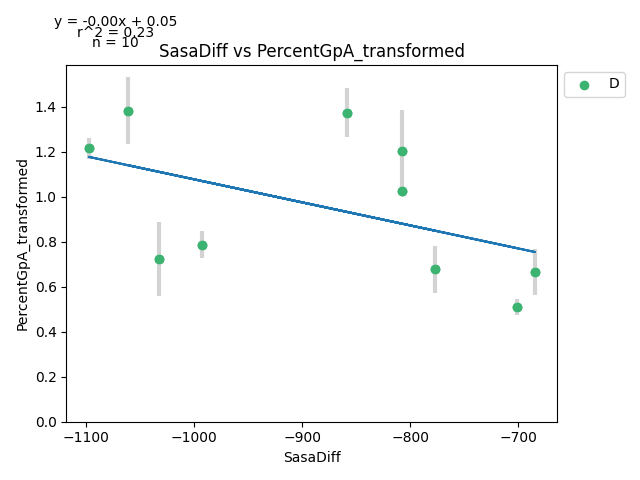 y = -0.00x + 0.05
r^2 = 0.23
n = 10
SasaDiff vs PercentGpA_transformed
D
PercentGpA_transformed
1.4
1.2
1.0
0.8
0.6
0.4
0.2
0.0
−1100 −1000 −900 −800 −700
SasaDiff